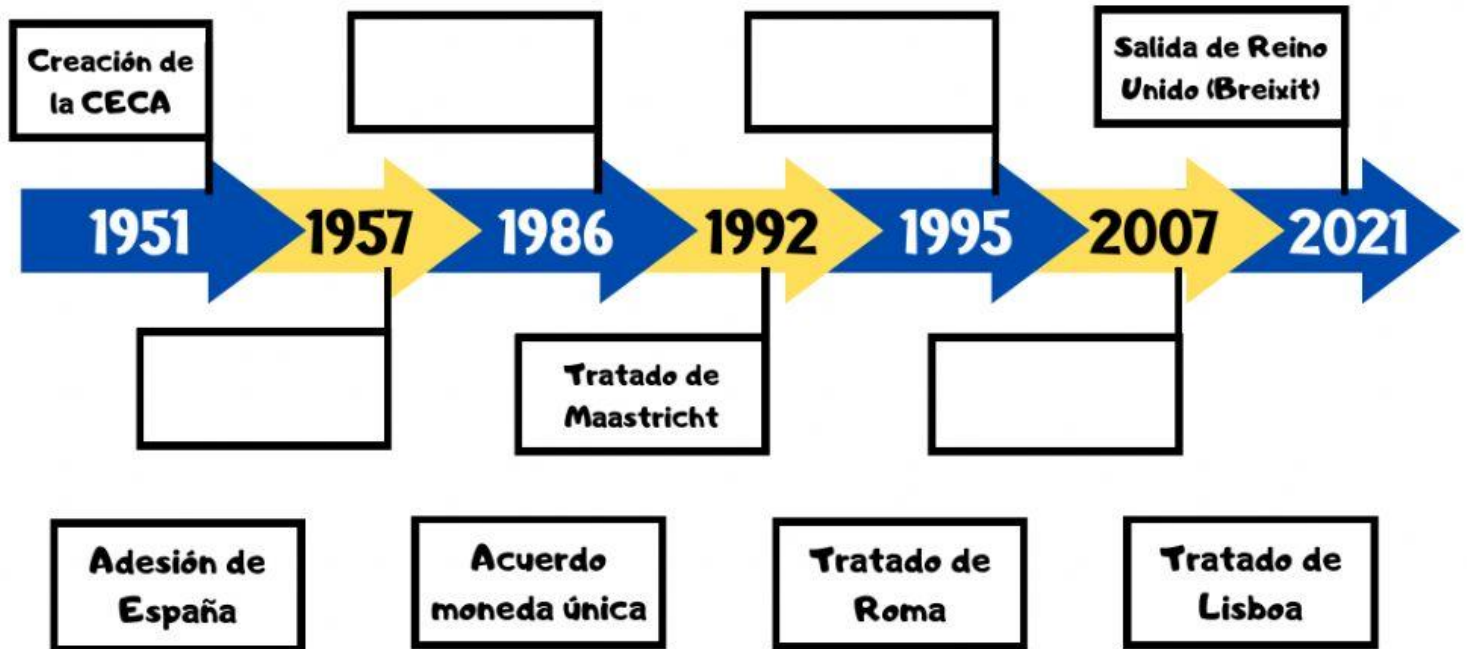 Creación de
la CECA
Salida de Reino
Unido (Breixit)
1951 1957 1986 1992 1995 2007 2021
Tratado de
Maastricht
Adesión de
España
Acuerdo
moneda única
Tratado de
Roma
Tratado de
Lisboa